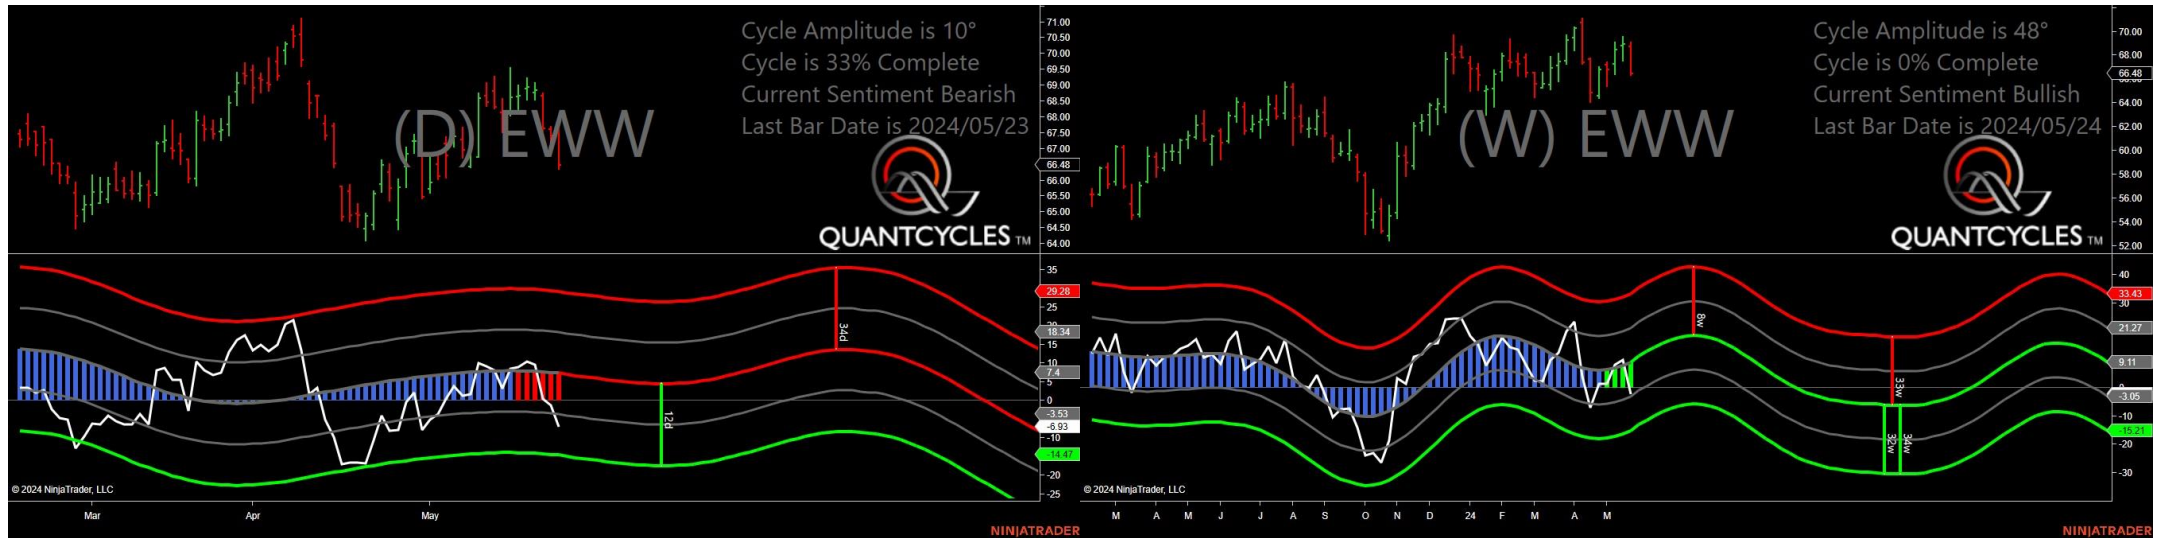 Cycle Amplitude is 10°
Cycle is 33% Complete
Current Sentiment Bearish
Last Bar Date is 2024/05/23
(D) EWW
QUANTCYCLES TM
71.00
70.50
70.00
69.50
69.00
68.50
68.00
67.50
67.00
66.48
66.00
65.50
65.00
64.50
64.00
35
29.28
25
18.34
15
10
7.4
5
0
-3.53
-6.93
-10
-14.47
-20
-25
34d
12d
© 2024 NinjaTrader, LLC
Mar
Apr
May
NINJATRADER
Cycle Amplitude is 48°
Cycle is 0% Complete
Current Sentiment Bullish
Last Bar Date is 2024/05/24
(W) EWW
QUANTCYCLES TM
70.00
68.00
66.48
64.00
62.00
60.00
58.00
56.00
54.00
52.00
40
33.43
30
21.27
9.11
-3.05
-10
-15.21
-20
-30
8w
33w
32w
34w
© 2024 NinjaTrader, LLC
M A M J J A S O N D 24 F M A M
NINJATRADER